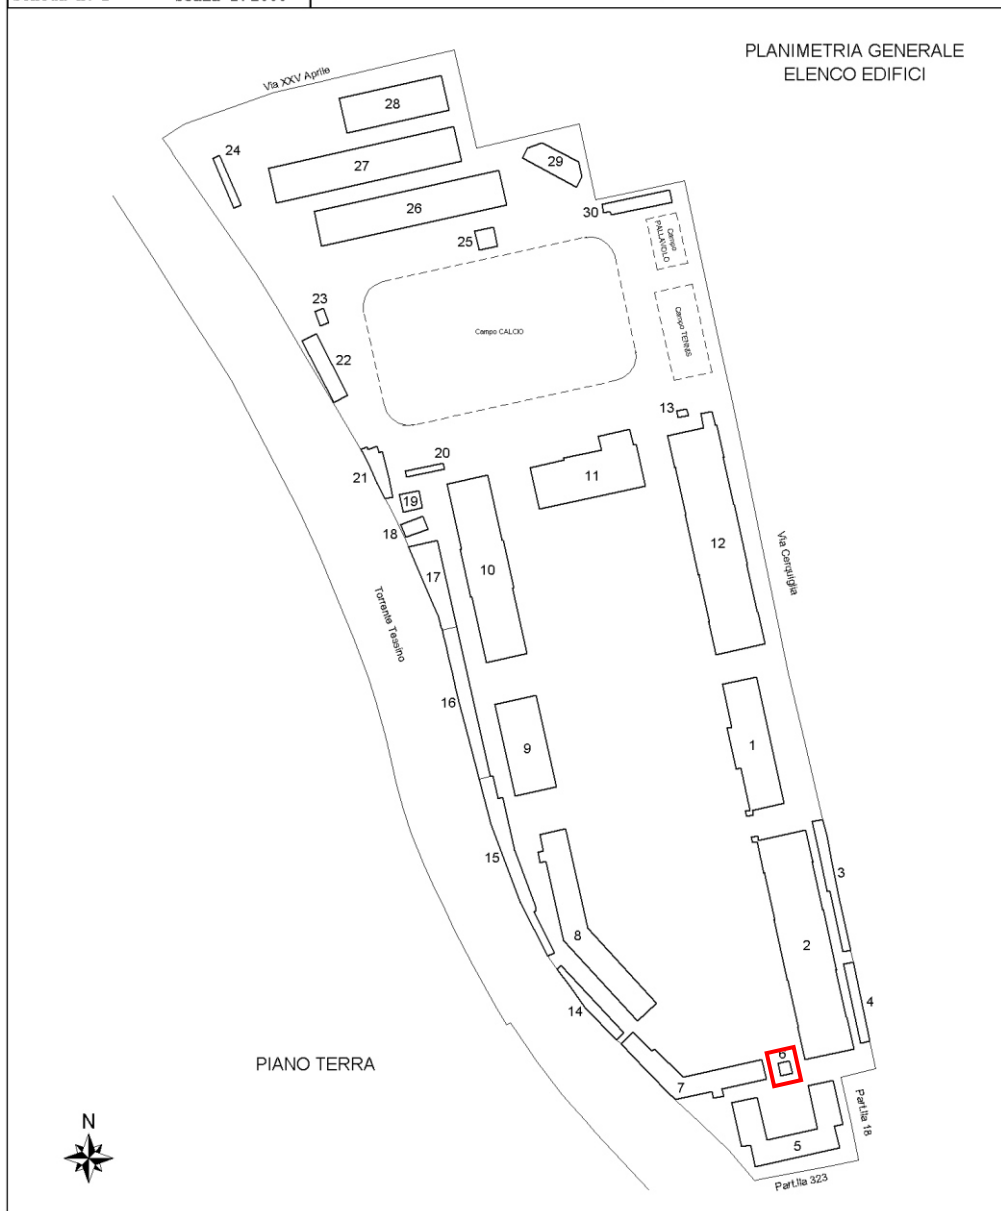 PLANIMETRIA GENERALE
ELENCO EDIFICI
Via XXV Aprile
28
24
27
29
26
30
25
Campo
PALLAVOLO
23
Campo CALCIO
Campo TENNIS
22
13
20
21
11
19
18
12
10
17
Via Cerquiglia
Torrente Tessino
16
1
9
15
3
8
2
14
4
6
PIANO TERRA
7
Part.lla 18
N
5
Part.lla 323